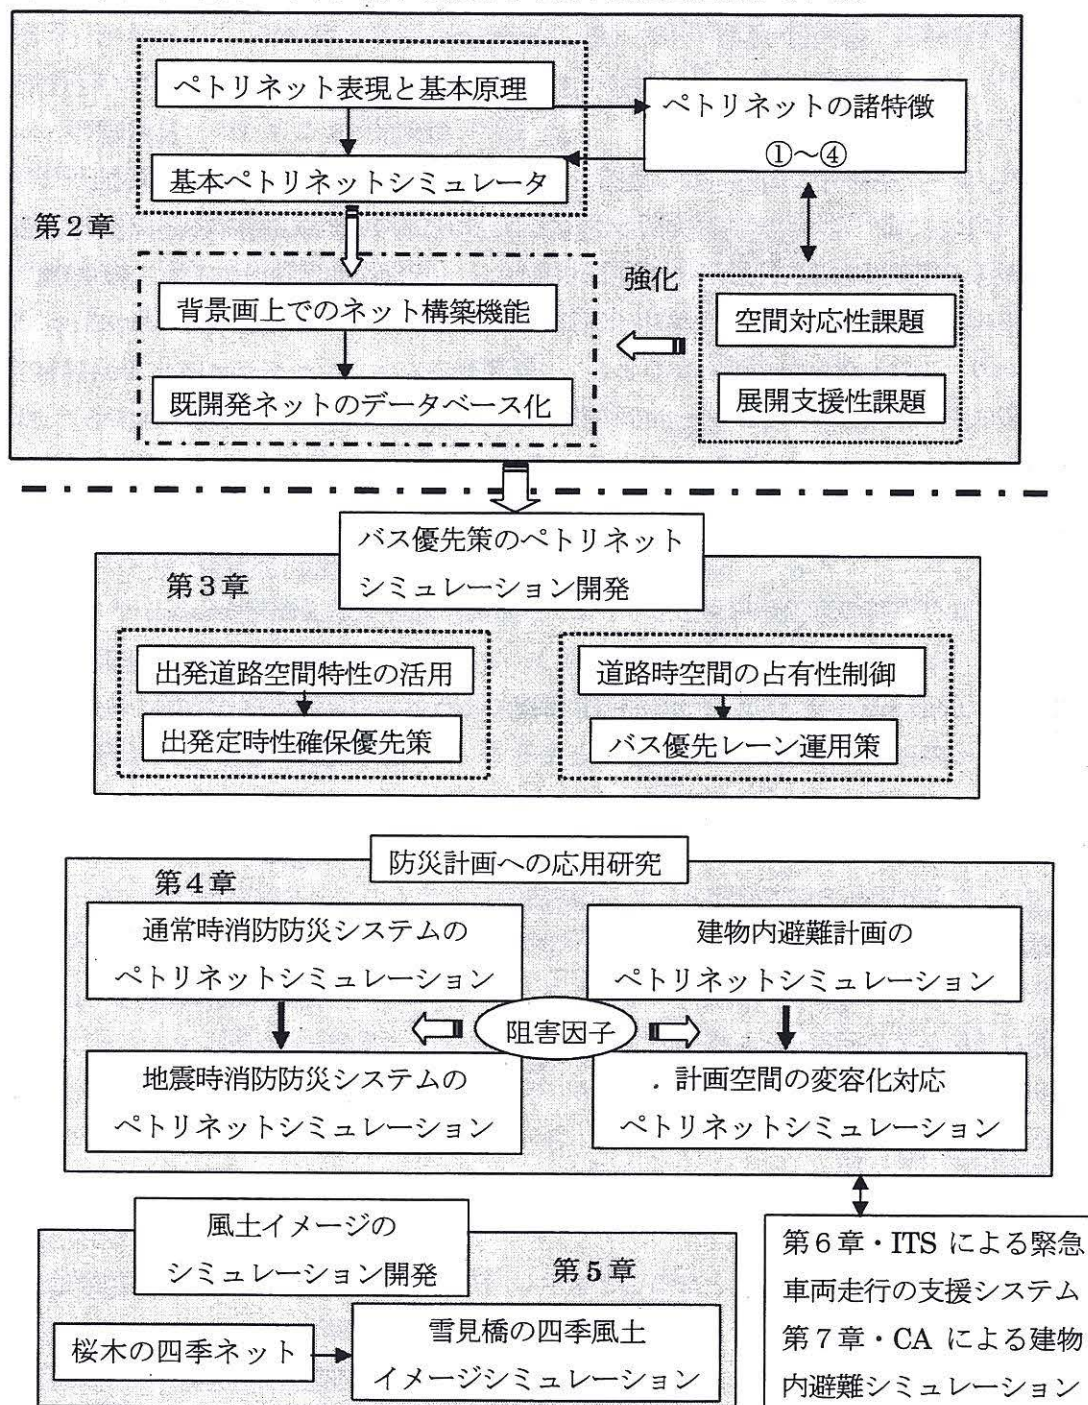 ペトリネット表現と基本原理
ペトリネットの諸特徴
①～④
基本ペトリネットシミュレータ
第２章
強化
背景画上でのネット構築機能
空間対応性課題
既開発ネットのデータベース化
展開支援性課題
バス優先策のペトリネット
シミュレーション開発
第３章
出発道路空間特性の活用
出発定時性確保優先策
道路時空間の占有性制御
バス優先レーン運用策
防災計画への応用研究
第４章
通常時消防防災システムの
ペトリネットシミュレーション
建物内避難計画の
ペトリネットシミュレーション
阻害因子
地震時消防防災システムの
ペトリネットシミュレーション
計画空間の変容化対応
ペトリネットシミュレーション
風土イメージの
シミュレーション開発
第５章
桜木の四季ネット
雪見橋の四季風土
イメージシミュレーション
第６章・ITS による緊急
車両走行の支援システム
第７章・CA による建物
内避難シミュレーション